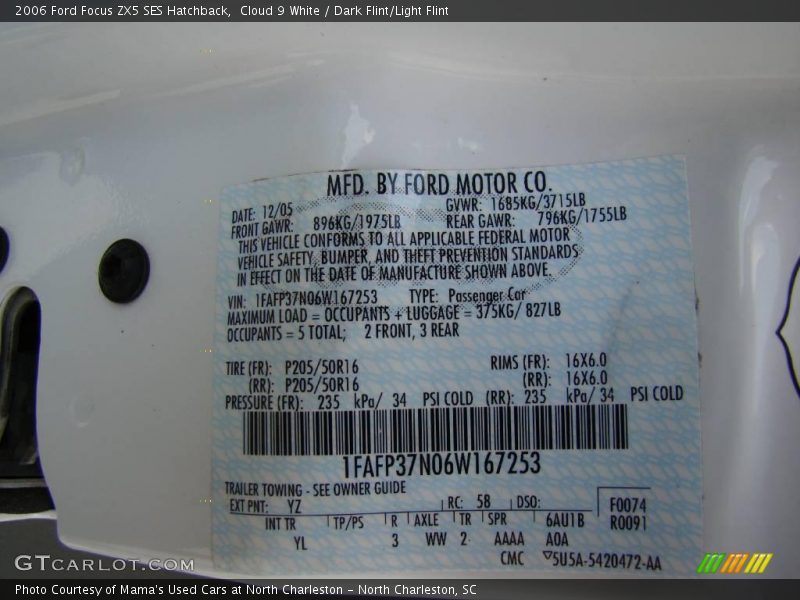 2006 Ford Focus ZX5 SES Hatchback,  Cloud 9 White / Dark Flint/Light Flint
MFD. BY FORD MOTOR CO.
DATE: 12/05 GVWR: 1685KG/3715LB
FRONT GAWR: 896KG/1975LB REAR GAWR: 796KG/1755LB
THIS VEHICLE CONFORMS TO ALL APPLICABLE FEDERAL MOTOR
VEHICLE SAFETY, BUMPER, AND THEFT PREVENTION STANDARDS
IN EFFECT ON THE DATE OF MANUFACTURE SHOWN ABOVE.
VIN: 1FAFP37N06W167253 TYPE: Passenger Car
MAXIMUM LOAD = OCCUPANTS + LUGGAGE = 375KG/ 827LB
OCCUPANTS = 5 TOTAL; 2 FRONT, 3 REAR
TIRE (FR): P205/50R16 RIMS (FR): 16X6.0
(RR): P205/50R16 (RR): 16X6.0
PRESSURE (FR): 235 kPa/ 34 PSI COLD (RR): 235 kPa/ 34 PSI COLD
1FAFP37N06W167253
TRAILER TOWING - SEE OWNER GUIDE
EXT PNT: YZ RC: 58 DSO: F0074
INT TR TP/PS R AXLE TR SPR 6AU1B R0091
YL 3 WW 2 AAAA A0A
CMC ▽5U5A-5420472-AA
GTCARLOT.COM
Photo Courtesy of Mama's Used Cars at North Charleston – North Charleston, SC